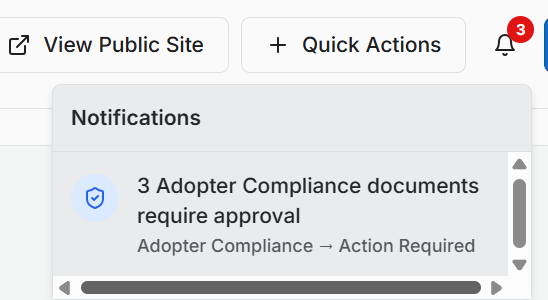 View Public Site
Quick Actions
3
Notifications
3 Adopter Compliance documents
require approval
Adopter Compliance → Action Required